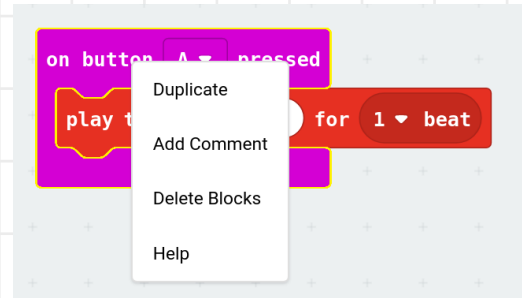 on button A pressed
Duplicate
play for 1 beat
Add Comment
Delete Blocks
Help